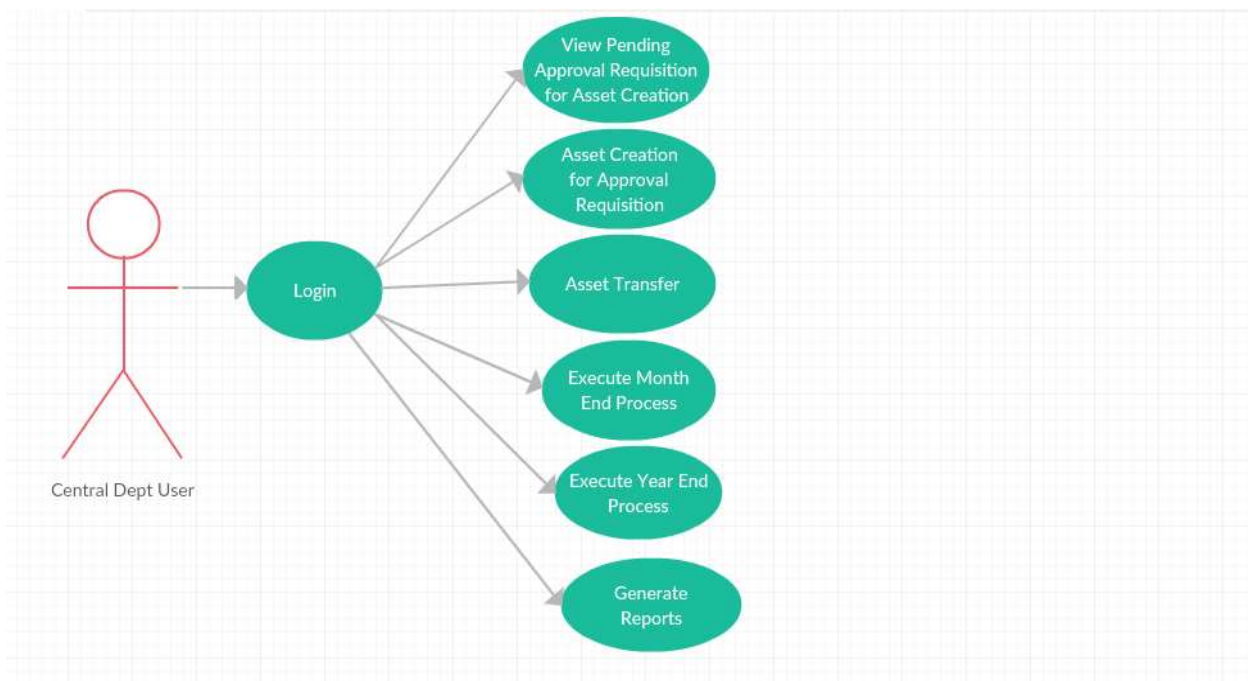 View Pending
Approval Requisition
for Asset Creation
Asset Creation
for Approval
Requisition
Login
Asset Transfer
Execute Month
End Process
Central Dept User
Execute Year End
Process
Generate
Reports